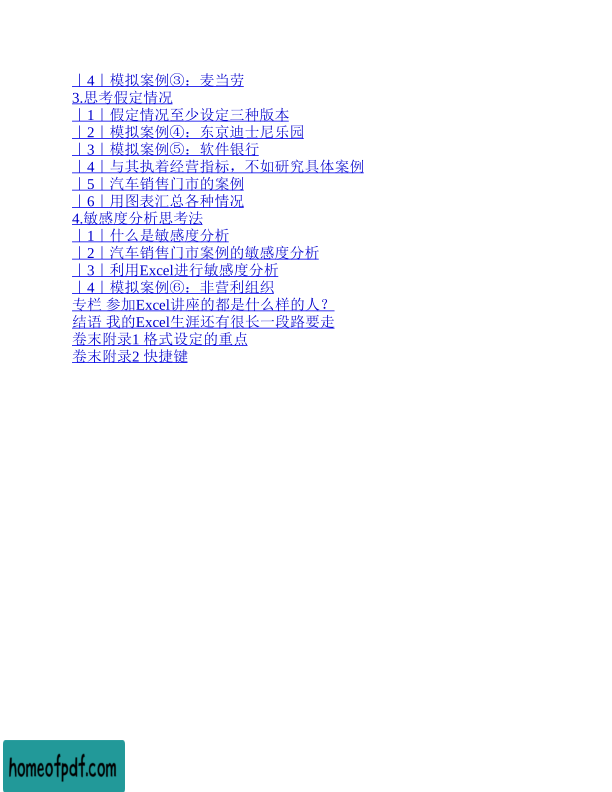 ｜4｜模拟案例③：麦当劳
3.思考假定情况
｜1｜假定情况至少设定三种版本
｜2｜模拟案例④：东京迪士尼乐园
｜3｜模拟案例⑤：软件银行
｜4｜与其执着经营指标，不如研究具体案例
｜5｜汽车销售门市的案例
｜6｜用图表汇总各种情况
4.敏感度分析思考法
｜1｜什么是敏感度分析
｜2｜汽车销售门市案例的敏感度分析
｜3｜利用Excel进行敏感度分析
｜4｜模拟案例⑥：非营利组织
专栏 参加Excel讲座的都是什么样的人？
结语 我的Excel生涯还有很长一段路要走
卷末附录1 格式设定的重点
卷末附录2 快捷键
homeofpdf.com